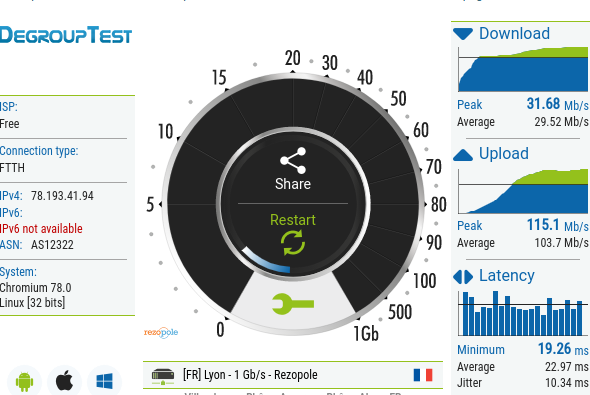 DEGROUPTEST
ISP:
Free
Connection type:
FTTH
IPv4: 78.193.41.94
IPv6:
IPv6 not available
ASN: AS12322
System:
Chromium 78.0
Linux [32 bits]
0
5
10
15
20
30
40
50
60
70
80
90
100
500
1Gb
Share
Restart
rezopole
[FR] Lyon - 1 Gb/s - Rezopole
Download
Peak 31.68 Mb/s
Average 29.52 Mb/s
Upload
Peak 115.1 Mb/s
Average 103.7 Mb/s
Latency
Minimum 19.26 ms
Average 22.97 ms
Jitter 10.34 ms